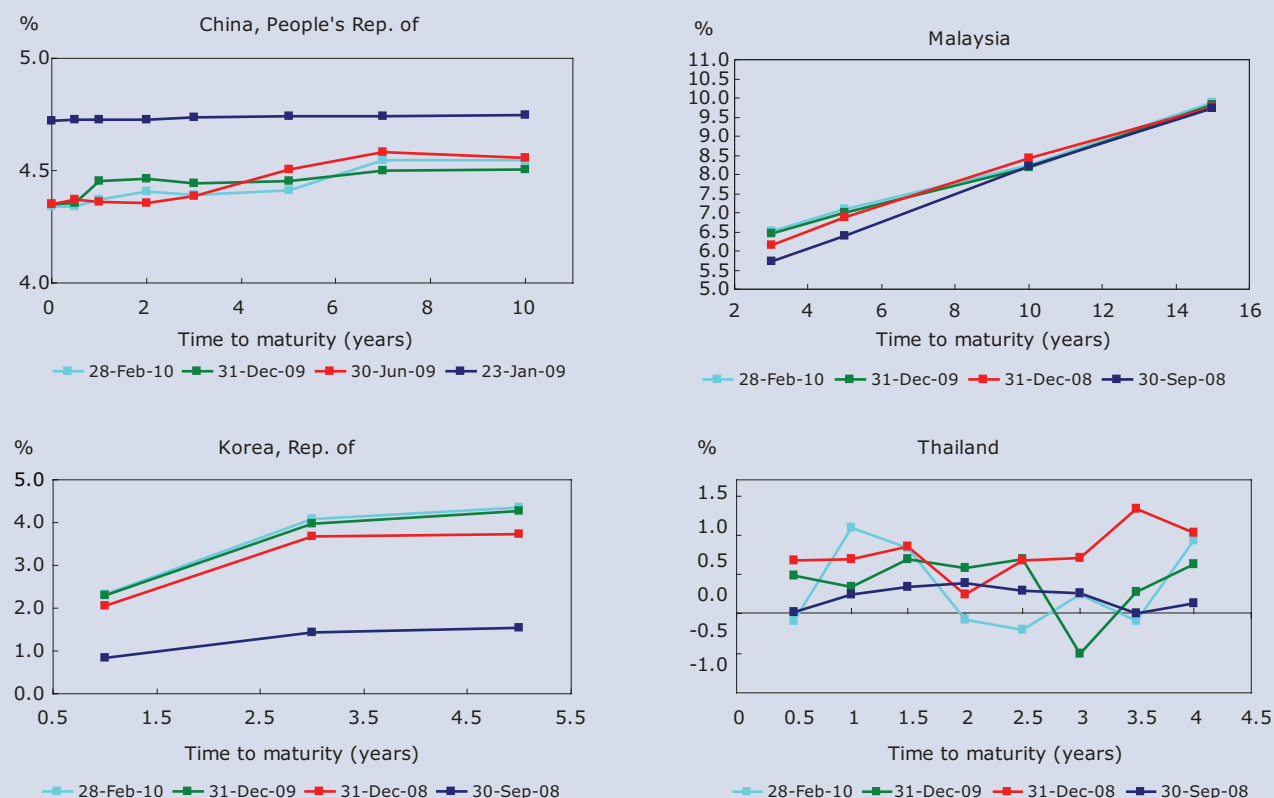 %
China, People's Rep. of
5.0
4.5
4.0
0 2 4 6 8 10
Time to maturity (years)
28-Feb-10 31-Dec-09 30-Jun-09 23-Jan-09
%
Malaysia
11.0
10.5
10.0
9.5
9.0
8.5
8.0
7.5
7.0
6.5
6.0
5.5
5.0
2 4 6 8 10 12 14 16
Time to maturity (years)
28-Feb-10 31-Dec-09 31-Dec-08 30-Sep-08
%
Korea, Rep. of
5.0
4.0
3.0
2.0
1.0
0.0
0.5 1.5 2.5 3.5 4.5 5.5
Time to maturity (years)
28-Feb-10 31-Dec-09 31-Dec-08 30-Sep-08
%
Thailand
1.5
1.0
0.5
0.0
-0.5
-1.0
0 0.5 1 1.5 2 2.5 3 3.5 4 4.5
Time to maturity (years)
28-Feb-10 31-Dec-09 31-Dec-08 30-Sep-08